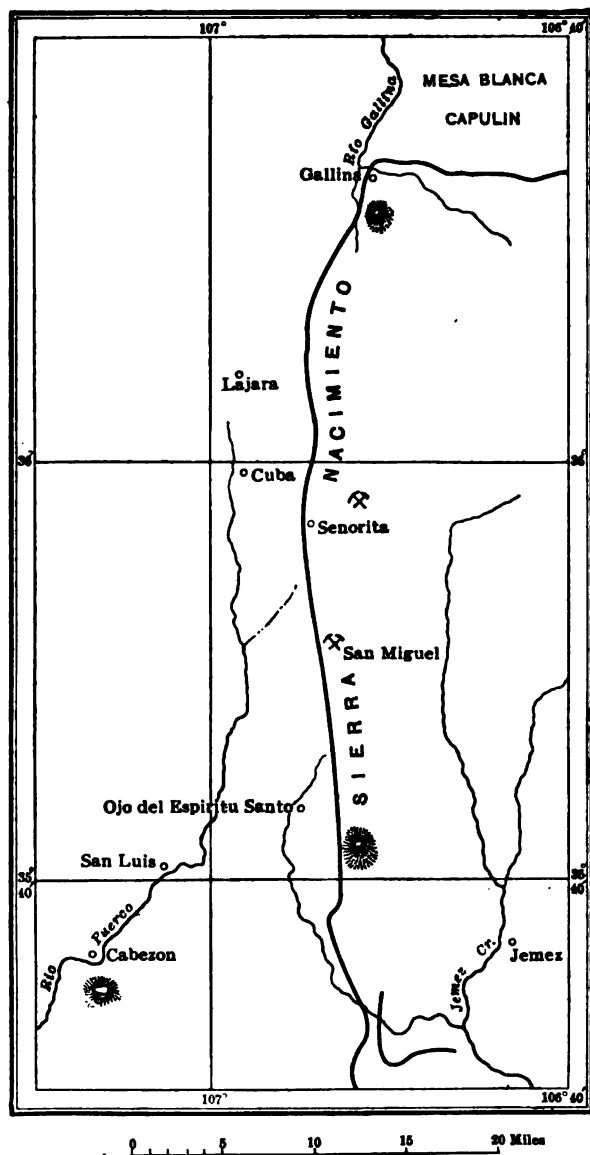 107°
106°40'
MESA BLANCA
CAPULIN
Rio Gallina
Gallina
NACIMIENTO
Lajara
36°
36°
Cuba
Senorita
San Miguel
SIERRA
Ojo del Espiritu Santo
San Luis
35°
40'
35°
40'
Rio Puerco
Cabezon
Jemez Cr.
Jemez
107°
106°40'
0 5 10 15 20 Miles